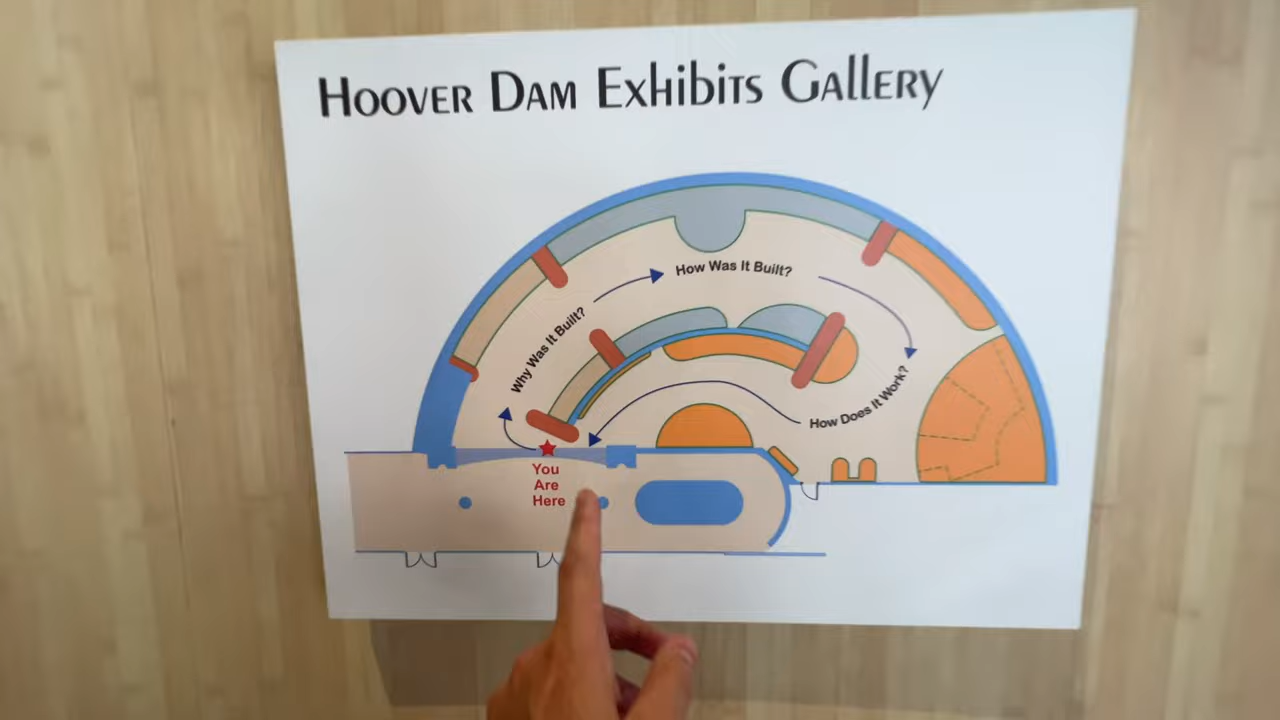 Hoover Dam Exhibits Gallery
How Was It Built?
Why Was It Built?
How Does It Work?
You
Are
Here